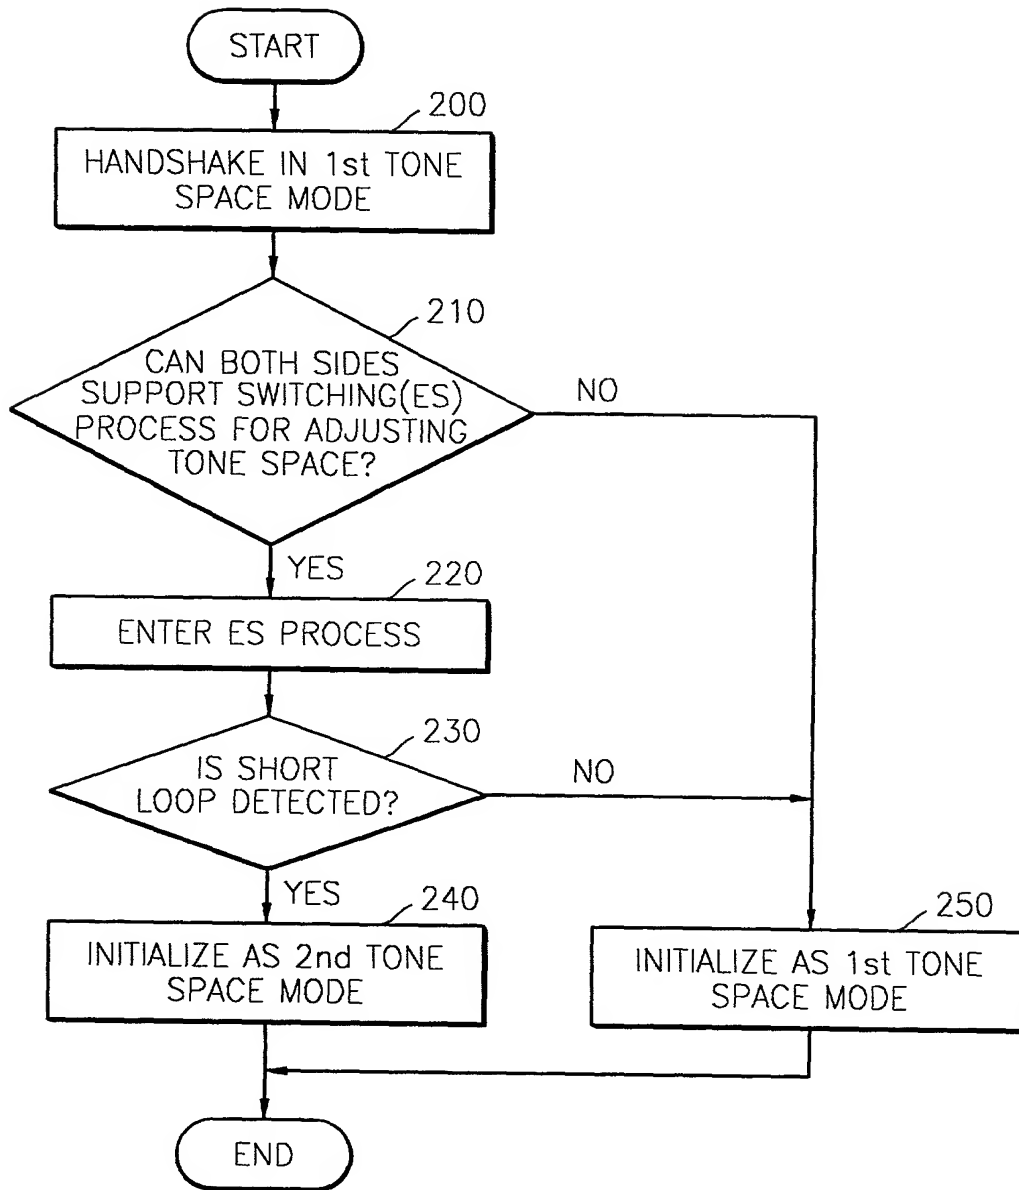 START
200
HANDSHAKE IN 1st TONE
SPACE MODE
210
CAN BOTH SIDES
SUPPORT SWITCHING(ES)
PROCESS FOR ADJUSTING
TONE SPACE?
NO
YES
220
ENTER ES PROCESS
230
IS SHORT
LOOP DETECTED?
NO
YES
240
INITIALIZE AS 2nd TONE
SPACE MODE
250
INITIALIZE AS 1st TONE
SPACE MODE
END